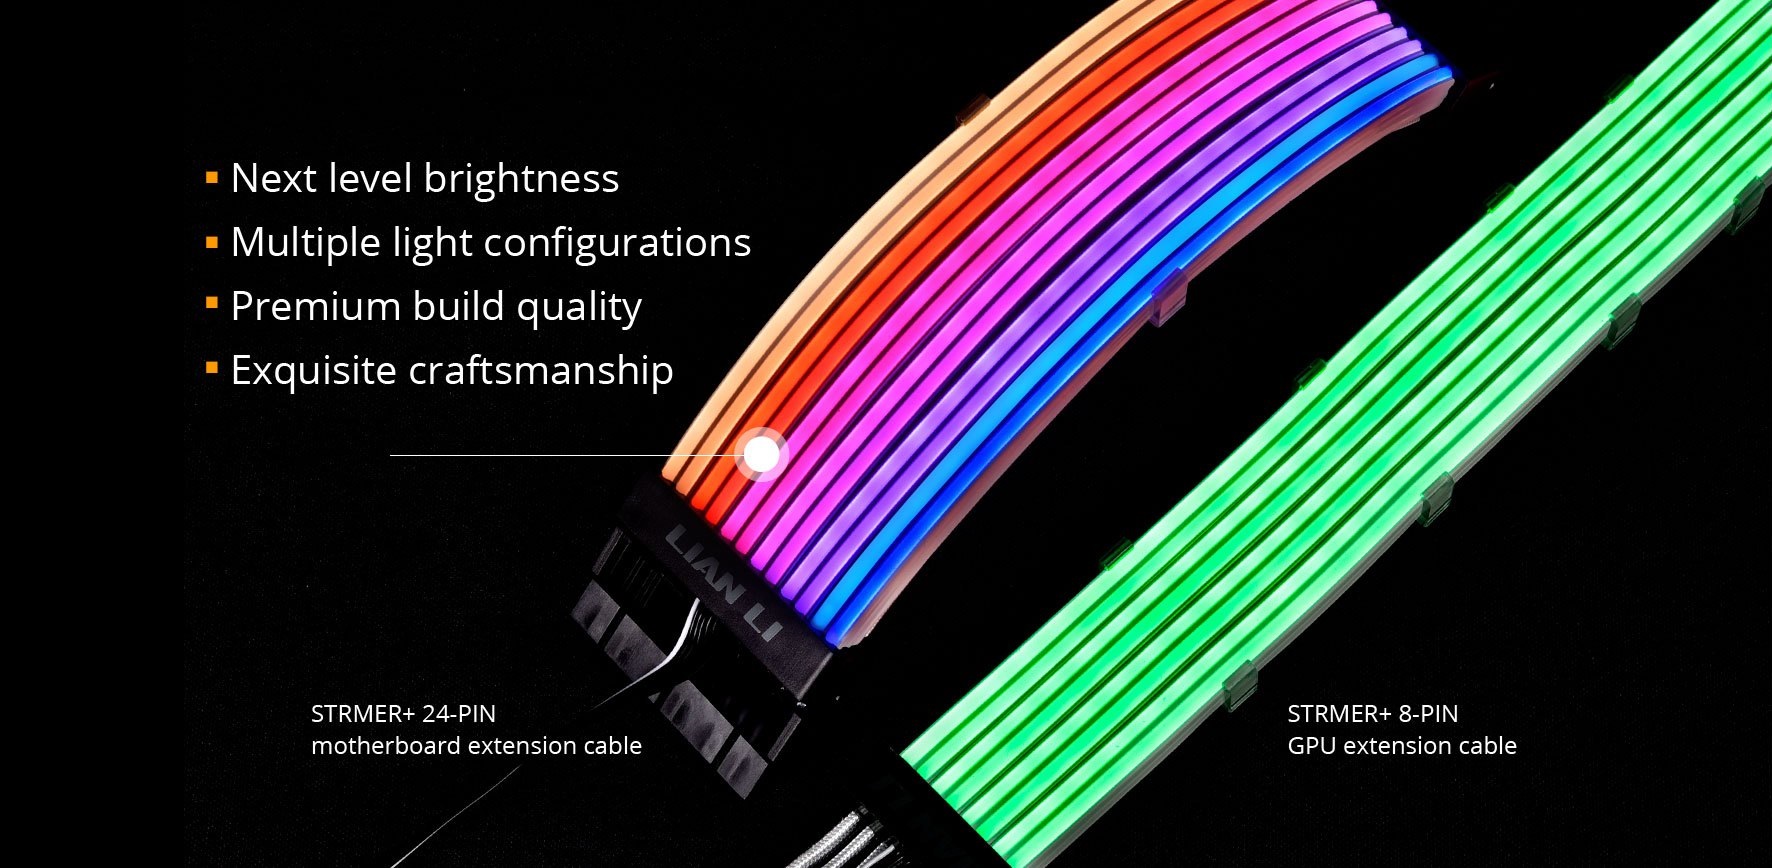 Next level brightness
Multiple light configurations
Premium build quality
Exquisite craftsmanship
LIAN LI
STRMER+ 24-PIN
motherboard extension cable
STRMER+ 8-PIN
GPU extension cable